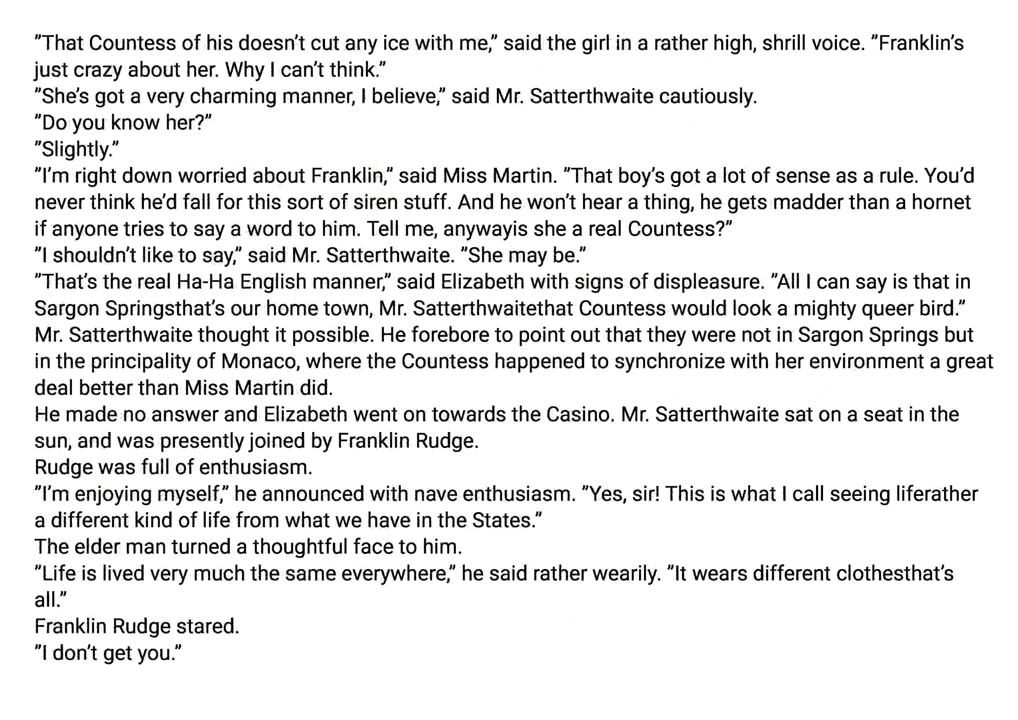 "That Countess of his doesn't cut any ice with me," said the girl in a rather high, shrill voice. "Franklin's
just crazy about her. Why I can't think."
"She's got a very charming manner, I believe," said Mr. Satterthwaite cautiously.
"Do you know her?"
"Slightly."
"I'm right down worried about Franklin," said Miss Martin. "That boy's got a lot of sense as a rule. You'd
never think he'd fall for this sort of siren stuff. And he won't hear a thing, he gets madder than a hornet
if anyone tries to say a word to him. Tell me, anywayis she a real Countess?"
"I shouldn't like to say," said Mr. Satterthwaite. "She may be."
"That's the real Ha-Ha English manner," said Elizabeth with signs of displeasure. "All I can say is that in
Sargon Springsthat's our home town, Mr. Satterthwaitethat Countess would look a mighty queer bird."
Mr. Satterthwaite thought it possible. He forebore to point out that they were not in Sargon Springs but
in the principality of Monaco, where the Countess happened to synchronize with her environment a great
deal better than Miss Martin did.
He made no answer and Elizabeth went on towards the Casino. Mr. Satterthwaite sat on a seat in the
sun, and was presently joined by Franklin Rudge.
Rudge was full of enthusiasm.
"I'm enjoying myself," he announced with nave enthusiasm. "Yes, sir! This is what I call seeing liferather
a different kind of life from what we have in the States."
The elder man turned a thoughtful face to him.
"Life is lived very much the same everywhere," he said rather wearily. "It wears different clothesthat's
all."
Franklin Rudge stared.
"I don't get you."